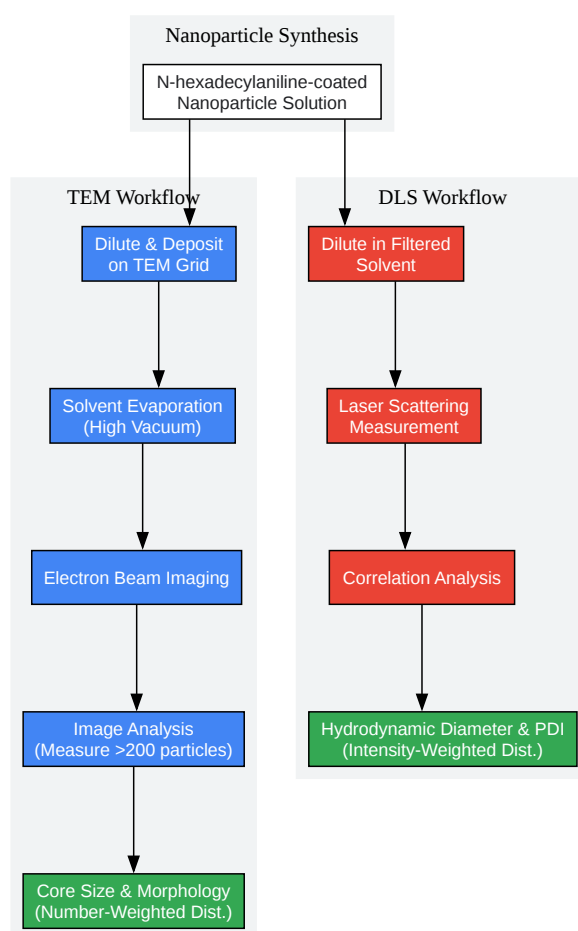 Nanoparticle Synthesis
N-hexadecylaniline-coated
Nanoparticle Solution
TEM Workflow
Dilute & Deposit
on TEM Grid
Solvent Evaporation
(High Vacuum)
Electron Beam Imaging
Image Analysis
(Measure >200 particles)
Core Size & Morphology
(Number-Weighted Dist.)
DLS Workflow
Dilute in Filtered
Solvent
Laser Scattering
Measurement
Correlation Analysis
Hydrodynamic Diameter & PDI
(Intensity-Weighted Dist.)